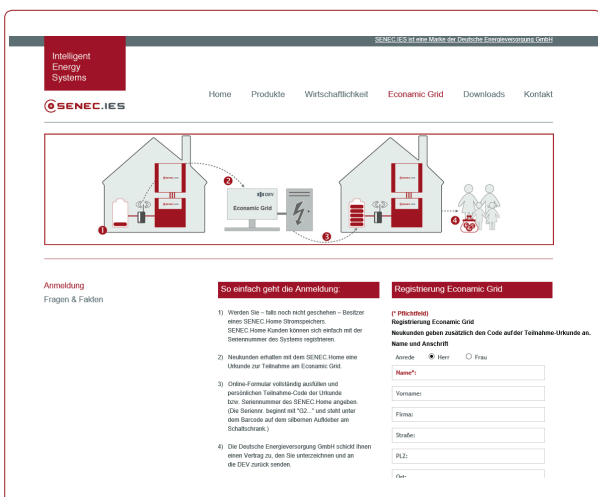 SENEC.IES ist eine Marke der Deutsche Energieversorgung GmbH
Intelligent
Energy
Systems
SENEC.IES
Home Produkte Wirtschaftlichkeit Econamic Grid Downloads Kontakt
DEV
Econamic Grid
1
2
3
4
Anmeldung
Fragen & Fakten
So einfach geht die Anmeldung:
1) Werden Sie – falls noch nicht geschehen – Besitzer
eines SENEC.Home Stromspeichers.
SENEC.Home Kunden können sich einfach mit der
Seriennummer des Systems registrieren.
2) Neukunden erhalten mit dem SENEC.Home eine
Urkunde zur Teilnahme am Econamic Grid.
3) Online-Formular vollständig ausfüllen und
persönlichen Teilnahme-Code der Urkunde
bzw. Seriennummer des SENEC.Home angeben.
(Die Seriennr. beginnt mit "G2..." und steht unter
dem Barcode auf dem silbernen Aufkleber am
Schaltschrank.)
4) Die Deutsche Energieversorgung GmbH schickt Ihnen
einen Vertrag zu, den Sie unterzeichnen und an
die DEV zurück senden.
Registrierung Econamic Grid
(* Pflichtfeld)
Registrierung Econamic Grid
Neukunden geben zusätzlich den Code auf der Teilnahme-Urkunde an.
Name und Anschrift
Anrede Herr Frau
Name*:
Vorname:
Firma:
Straße:
PLZ:
Ort: